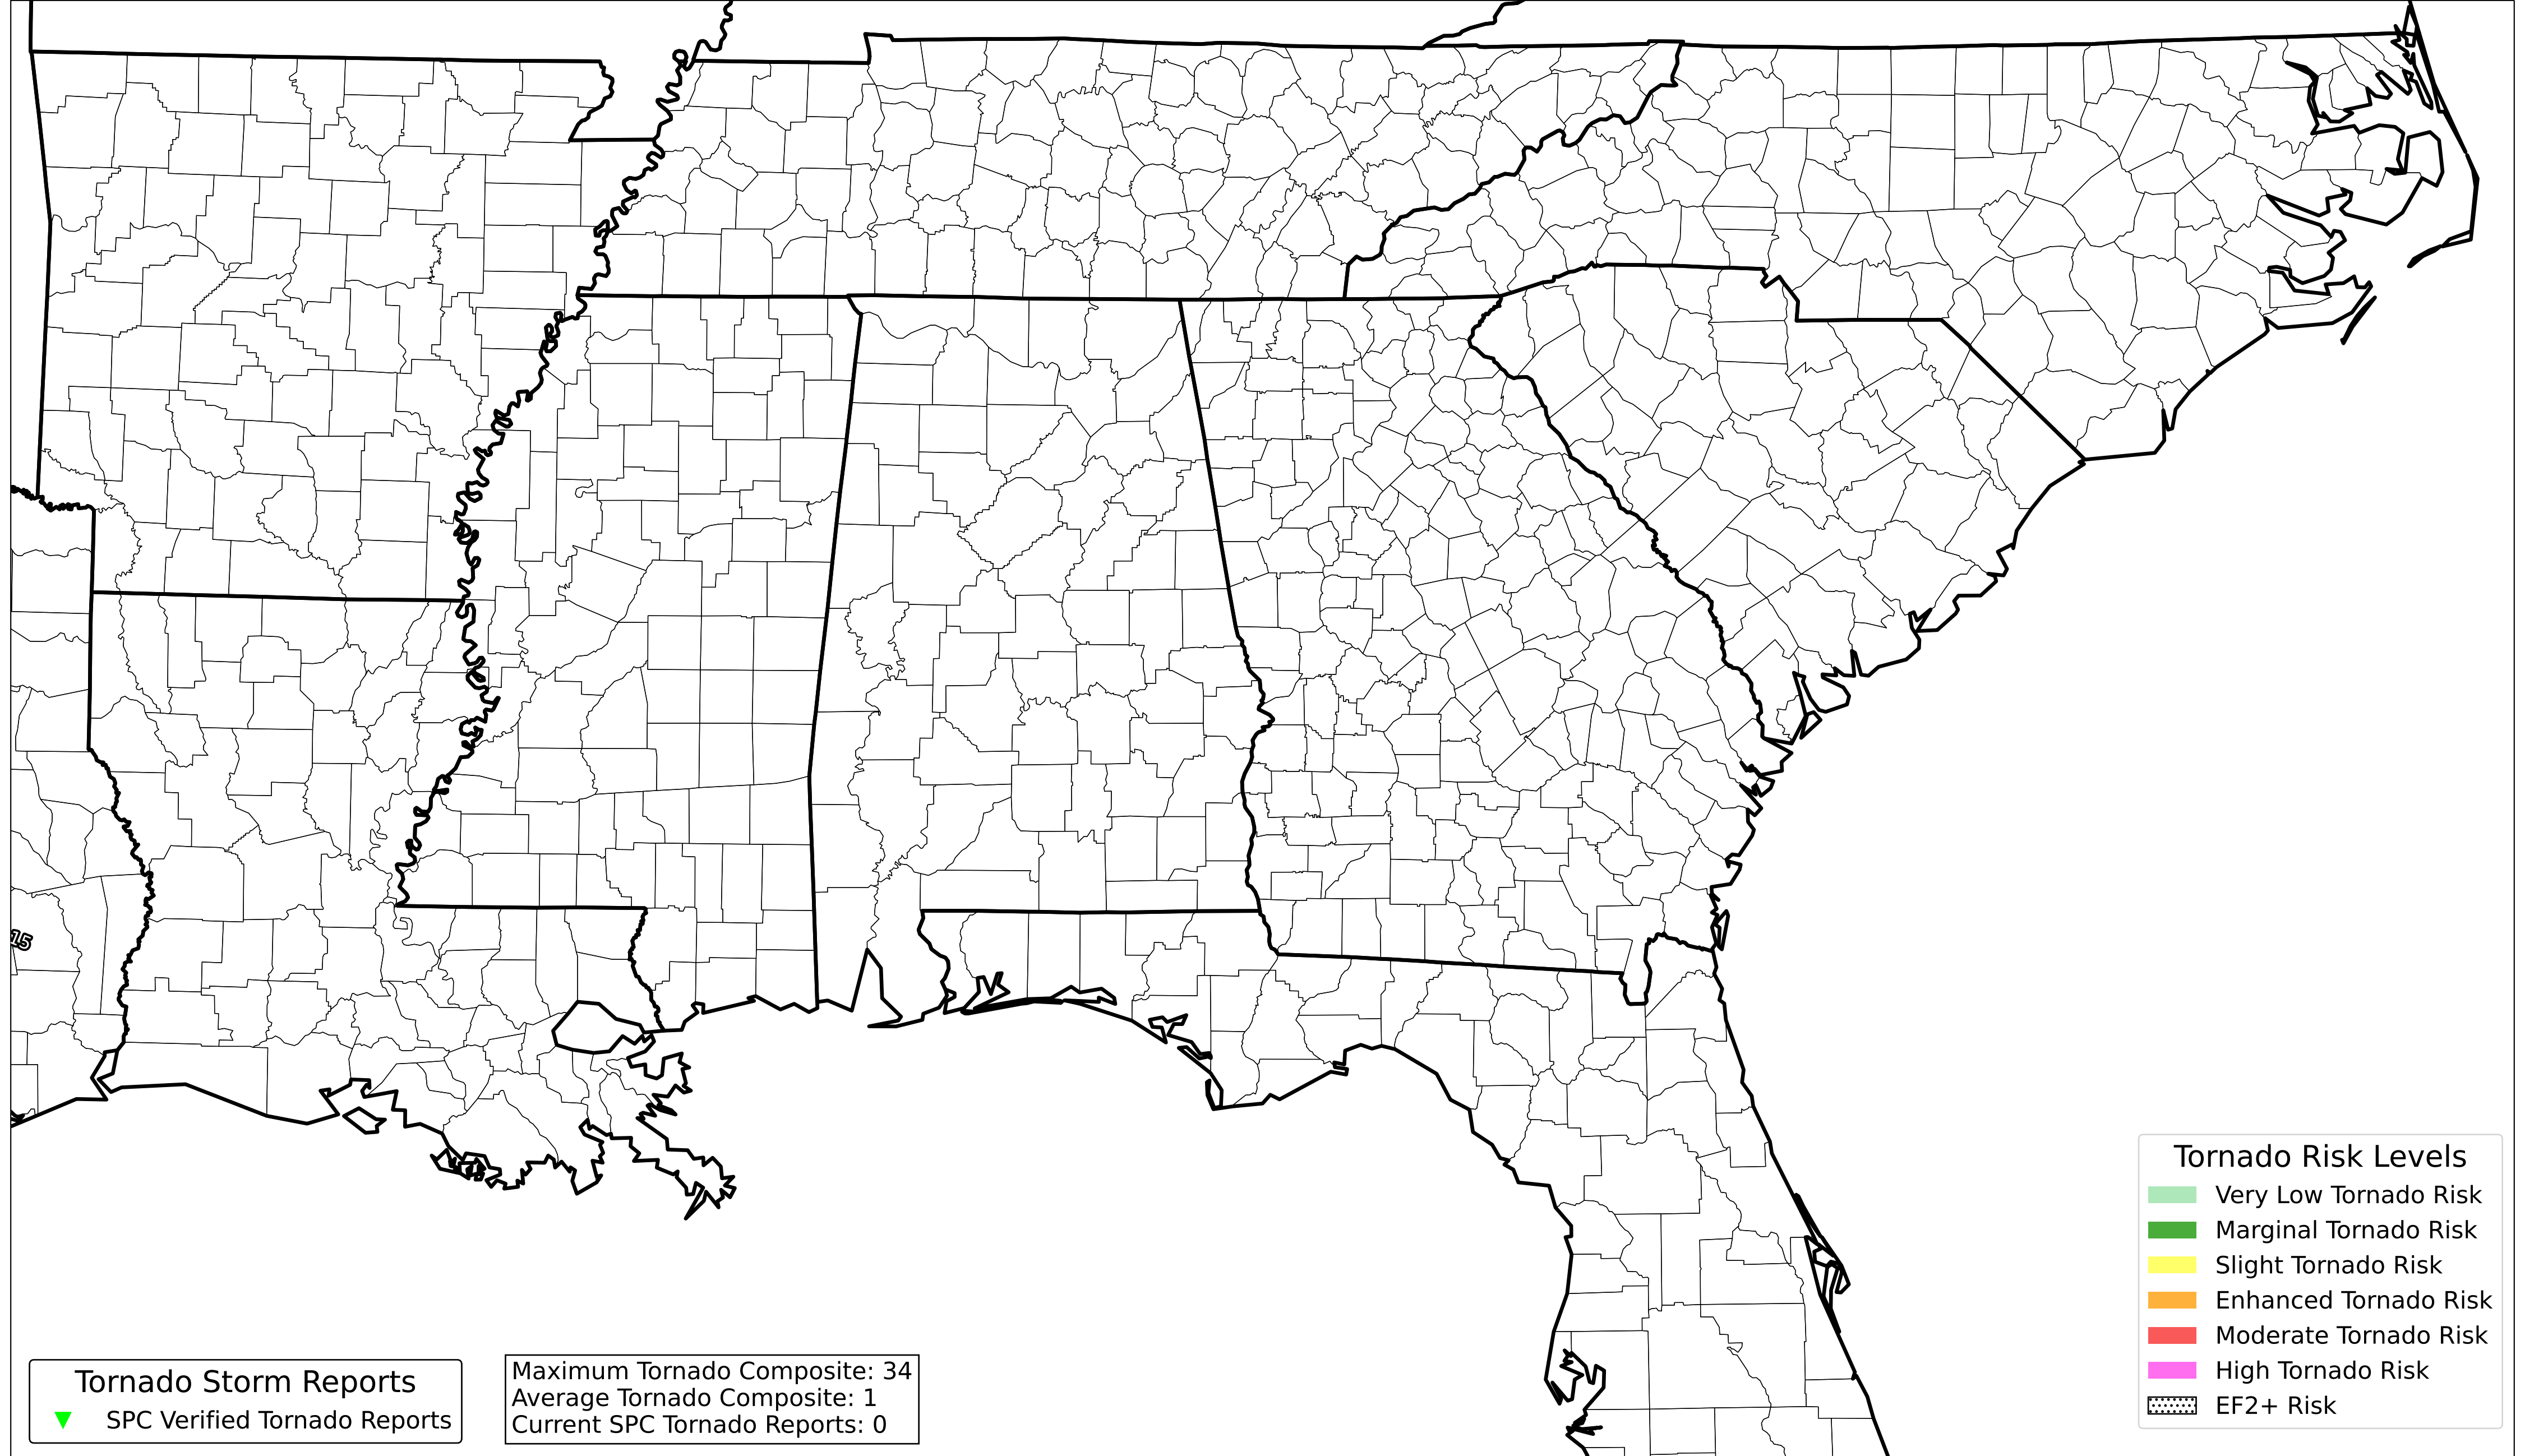 15
Tornado Risk Levels
Very Low Tornado Risk
Marginal Tornado Risk
Slight Tornado Risk
Enhanced Tornado Risk
Moderate Tornado Risk
High Tornado Risk
EF2+ Risk
Tornado Storm Reports
SPC Verified Tornado Reports
Maximum Tornado Composite: 34
Average Tornado Composite: 1
Current SPC Tornado Reports: 0